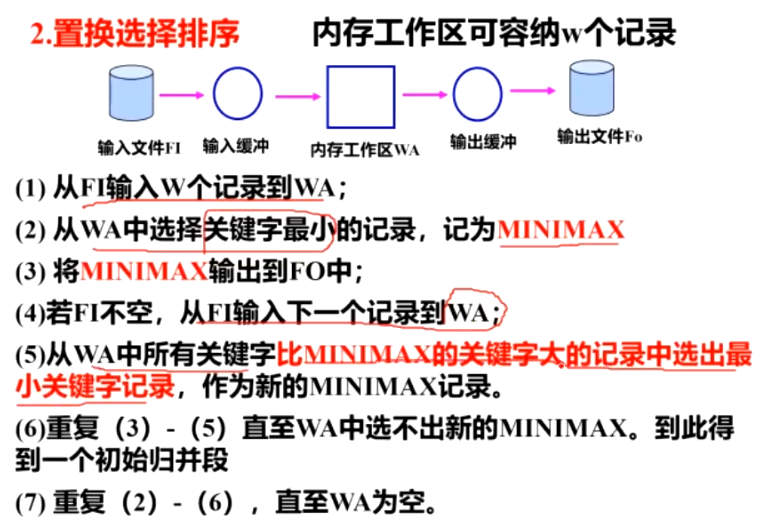 2.置换选择排序 内存工作区可容纳w个记录
输入文件FI 输入缓冲 内存工作区WA 输出缓冲 输出文件Fo
(1) 从FI输入W个记录到WA；
(2) 从WA中选择关键字最小的记录，记为MINIMAX
(3) 将MINIMAX输出到FO中；
(4)若FI不空，从FI输入下一个记录到WA；
(5)从WA中所有关键字比MINIMAX的关键字大的记录中选出最
小关键字记录，作为新的MINIMAX记录。
(6)重复（3）-（5）直至WA中选不出新的MINIMAX。到此得
到一个初始归并段
(7) 重复（2）-（6），直至WA为空。